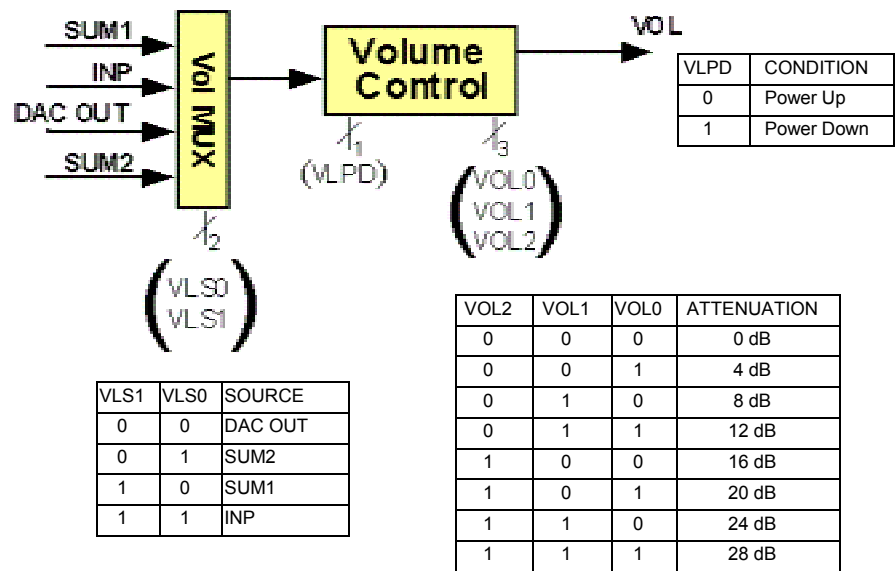 SUM1
INP
DAC OUT
SUM2
Vol MUX
2
(VLS0
VLS1)
Volume
Control
1
(VLPD)
3
(VOL0
VOL1
VOL2)
VOL
VLPD CONDITION
0 Power Up
1 Power Down
VLS1 VLS0 SOURCE
0 0 DAC OUT
0 1 SUM2
1 0 SUM1
1 1 INP
VOL2 VOL1 VOL0 ATTENUATION
0 0 0 0 dB
0 0 1 4 dB
0 1 0 8 dB
0 1 1 12 dB
1 0 0 16 dB
1 0 1 20 dB
1 1 0 24 dB
1 1 1 28 dB